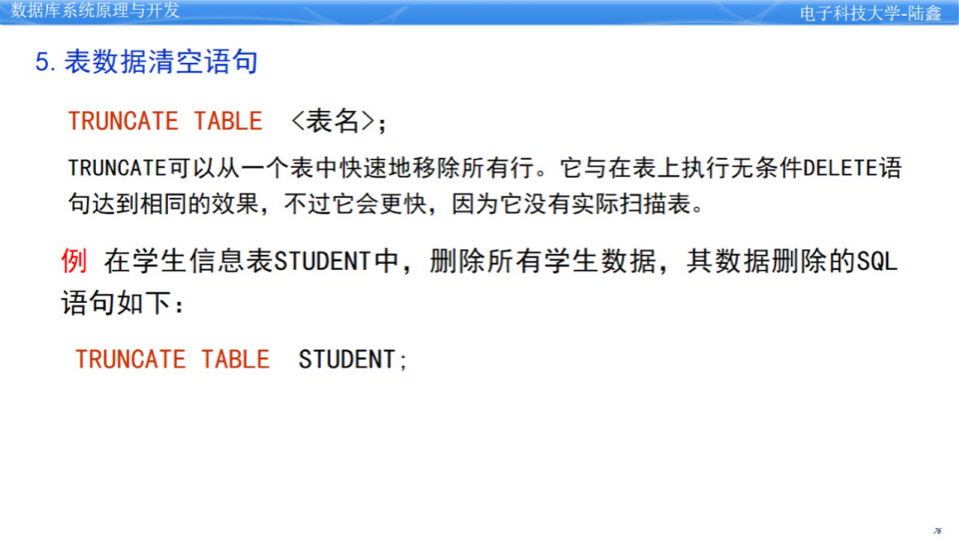 数据库系统原理与开发
电子科技大学-陆鑫
5. 表数据清空语句
TRUNCATE TABLE <表名>;
TRUNCATE可以从一个表中快速地移除所有行。它与在表上执行无条件DELETE语
句达到相同的效果，不过它会更快，因为它没有实际扫描表。
例 在学生信息表STUDENT中，删除所有学生数据，其数据删除的SQL
语句如下：
TRUNCATE TABLE STUDENT;
76